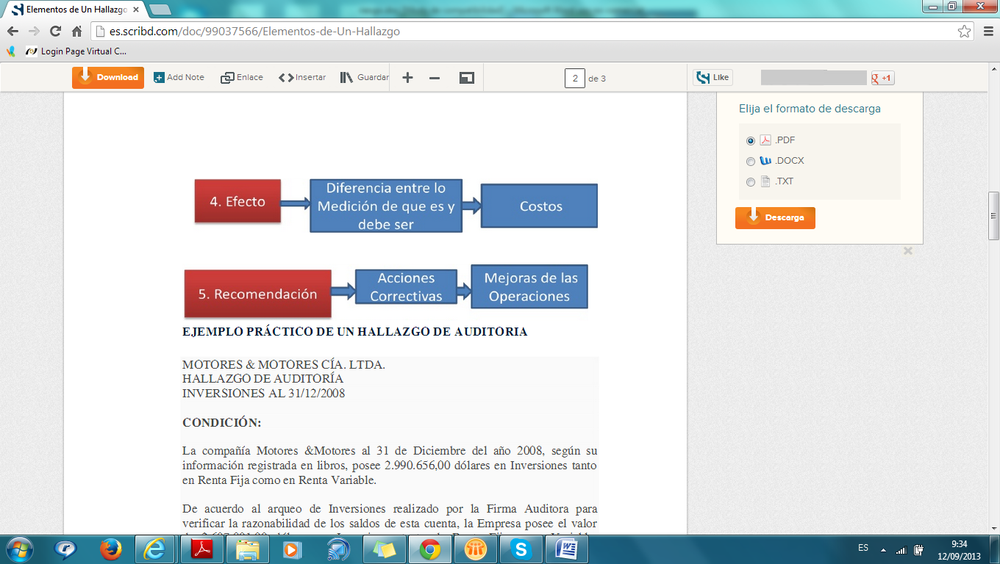 Elementos de Un Hallazgo
es.scribd.com/doc/99037566/Elementos-de-Un-Hallazgo
Login Page Virtual C...
Download Add Note Enlace Insertar Guardar 2 de 3 Like +1
Elija el formato de descarga
.PDF
.DOCX
.TXT
Descarga
4. Efecto
Diferencia entre lo
Medición de que es y
debe ser
Costos
5. Recomendación
Acciones
Correctivas
Mejoras de las
Operaciones
EJEMPLO PRÁCTICO DE UN HALLAZGO DE AUDITORIA
MOTORES & MOTORES CÍA. LTDA.
HALLAZGO DE AUDITORÍA
INVERSIONES AL 31/12/2008
CONDICIÓN:
La compañía Motores &Motores al 31 de Diciembre del año 2008, según su
información registrada en libros, posee 2.990.656,00 dólares en Inversiones tanto
en Renta Fija como en Renta Variable.
De acuerdo al arqueo de Inversiones realizado por la Firma Auditora para
verificar la razonabilidad de los saldos de esta cuenta, la Empresa posee el valor
ES
9:34
12/09/2013